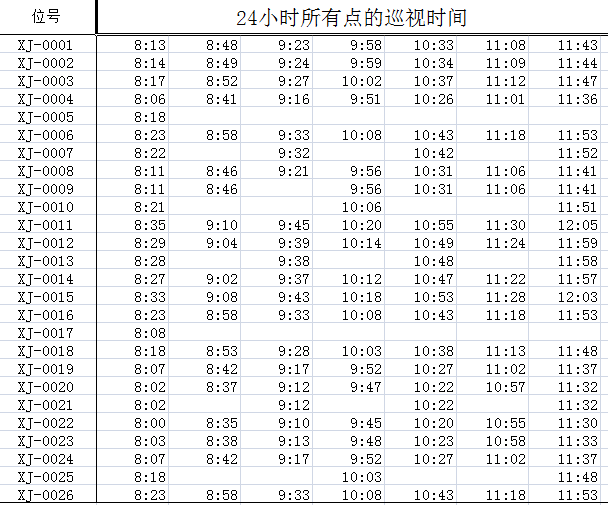 位号 24小时所有点的巡视时间
XJ-0001 8:13 8:48 9:23 9:58 10:33 11:08 11:43
XJ-0002 8:14 8:49 9:24 9:59 10:34 11:09 11:44
XJ-0003 8:17 8:52 9:27 10:02 10:37 11:12 11:47
XJ-0004 8:06 8:41 9:16 9:51 10:26 11:01 11:36
XJ-0005 8:18
XJ-0006 8:23 8:58 9:33 10:08 10:43 11:18 11:53
XJ-0007 8:22 9:32 10:42 11:52
XJ-0008 8:11 8:46 9:21 9:56 10:31 11:06 11:41
XJ-0009 8:11 8:46 9:56 10:31 11:06 11:41
XJ-0010 8:21 10:06 11:51
XJ-0011 8:35 9:10 9:45 10:20 10:55 11:30 12:05
XJ-0012 8:29 9:04 9:39 10:14 10:49 11:24 11:59
XJ-0013 8:28 9:38 10:48 11:58
XJ-0014 8:27 9:02 9:37 10:12 10:47 11:22 11:57
XJ-0015 8:33 9:08 9:43 10:18 10:53 11:28 12:03
XJ-0016 8:23 8:58 9:33 10:08 10:43 11:18 11:53
XJ-0017 8:08
XJ-0018 8:18 8:53 9:28 10:03 10:38 11:13 11:48
XJ-0019 8:07 8:42 9:17 9:52 10:27 11:02 11:37
XJ-0020 8:02 8:37 9:12 9:47 10:22 10:57 11:32
XJ-0021 8:02 9:12 10:22 11:32
XJ-0022 8:00 8:35 9:10 9:45 10:20 10:55 11:30
XJ-0023 8:03 8:38 9:13 9:48 10:23 10:58 11:33
XJ-0024 8:07 8:42 9:17 9:52 10:27 11:02 11:37
XJ-0025 8:18 10:03 11:48
XJ-0026 8:23 8:58 9:33 10:08 10:43 11:18 11:53